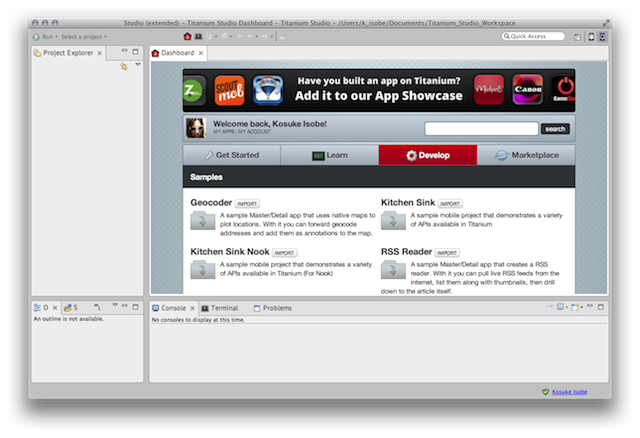 Studio (extended) - Titanium Studio Dashboard - Titanium Studio - /Users/k_isobe/Documents/Titanium_Studio_Workspace
Run
Select a project
Quick Access
Project Explorer
Dashboard
SCOUT mob
Have you built an app on Titanium?
Add it to our App Showcase
Michaels
Canon
Welcome back, Kosuke Isobe!
MY APPS | MY ACCOUNT
search
Get Started
Learn
Develop
Marketplace
Samples
Geocoder IMPORT
A sample Master/Detail app that uses native maps to
plot locations. With it you can forward geocode
addresses and add them as annotations to the map.
Kitchen Sink IMPORT
A sample mobile project that demonstrates a variety
of APIs available in Titanium
Kitchen Sink Nook IMPORT
A sample mobile project that demonstrates a variety
of APIs available in Titanium (For Nook)
RSS Reader IMPORT
A sample Master/Detail app that creates a RSS
reader. With it you can pull live RSS feeds from the
internet, list them along with thumbnails, then drill
down to the article itself.
O
S
An outline is not available.
Console
Terminal
Problems
No consoles to display at this time.
Kosuke Isobe